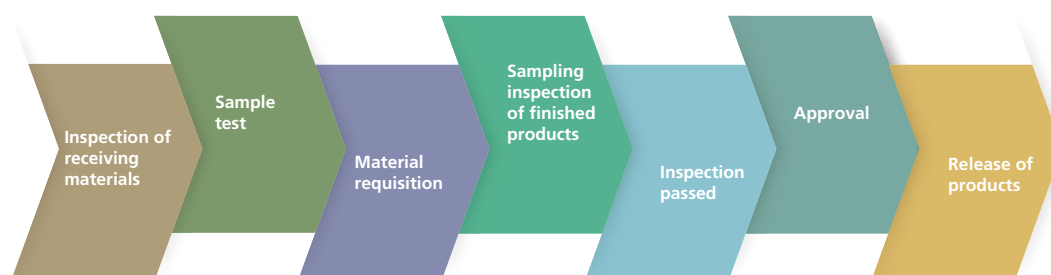 Inspection of
receiving
materials
Sample
test
Material
requisition
Sampling
inspection
of finished
products
Inspection
passed
Approval
Release of
products